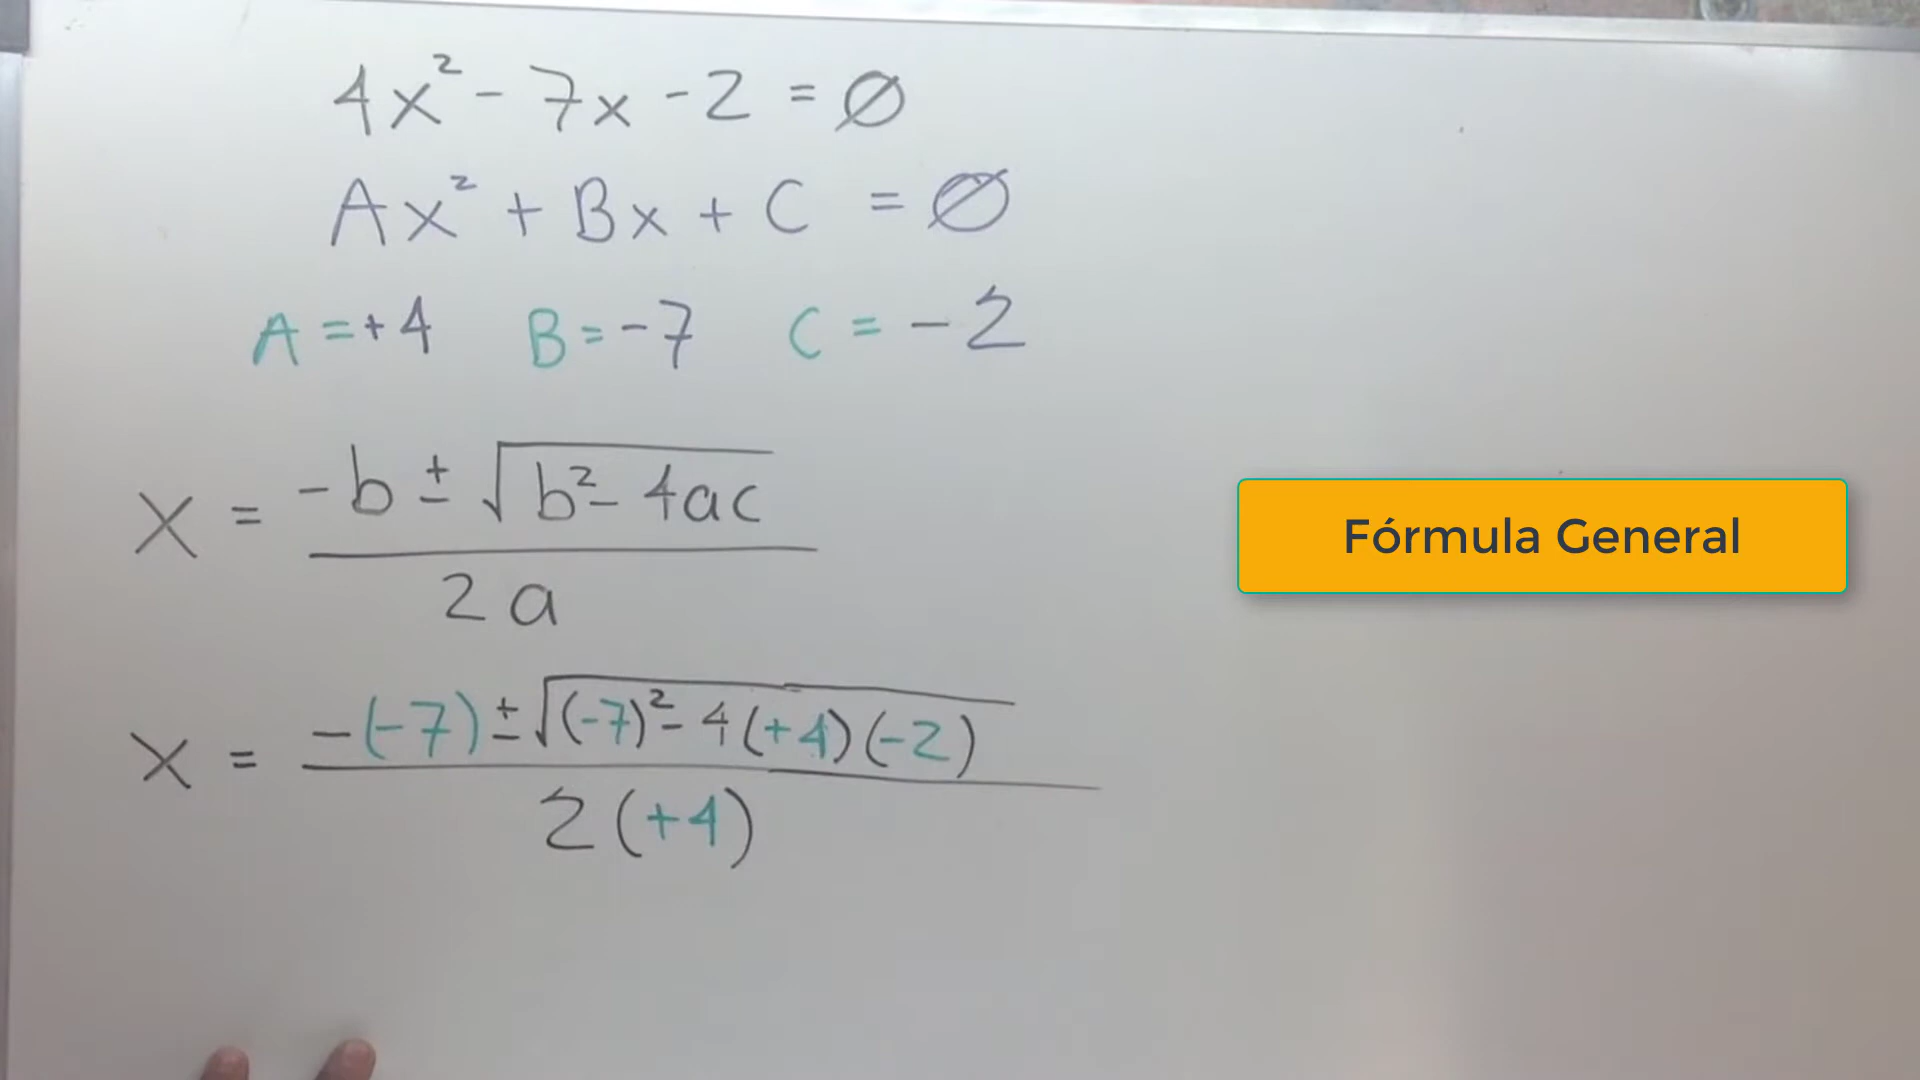 4x² - 7x - 2 = ∅
Ax² + Bx + C = ∅
A = +4 B = -7 C = -2
x = -b ± √b² - 4ac
2a
Fórmula General
x = -(-7) ± √(-7)² - 4(+4)(-2)
2(+4)